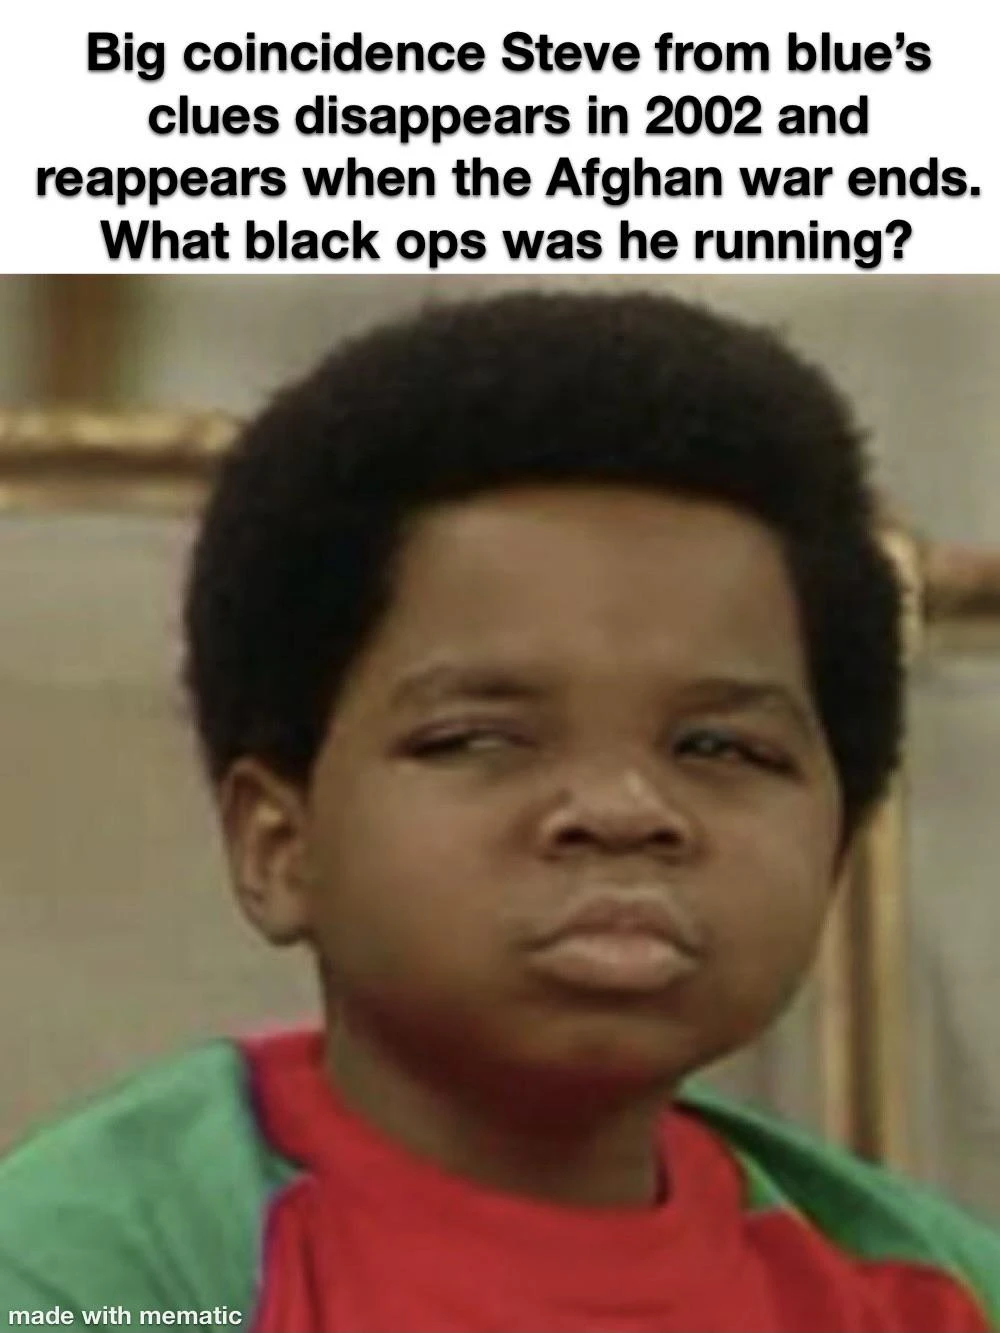 Big coincidence Steve from blue’s
clues disappears in 2002 and
reappears when the Afghan war ends.
What black ops was he running?
made with mematic